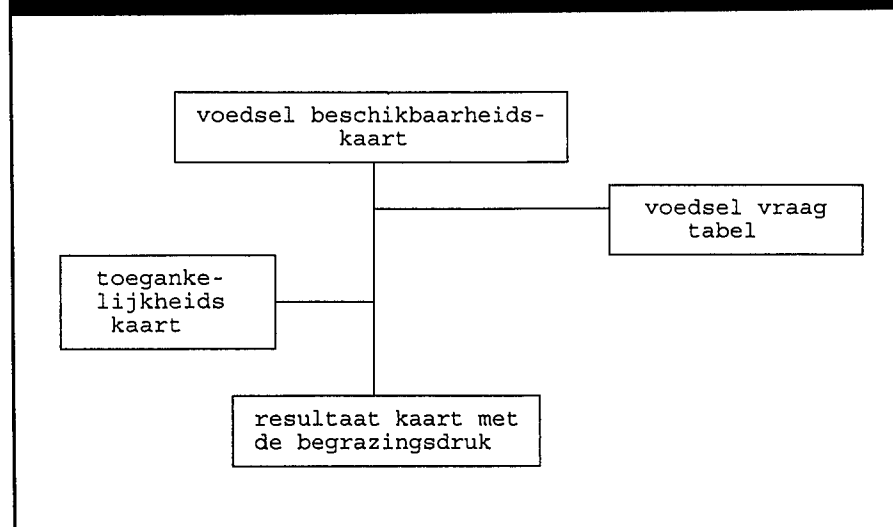 voedsel beschikbaarheids-
kaart
voedsel vraag
tabel
toeganke-
lijkheids
kaart
resultaat kaart met
de begrazingsdruk